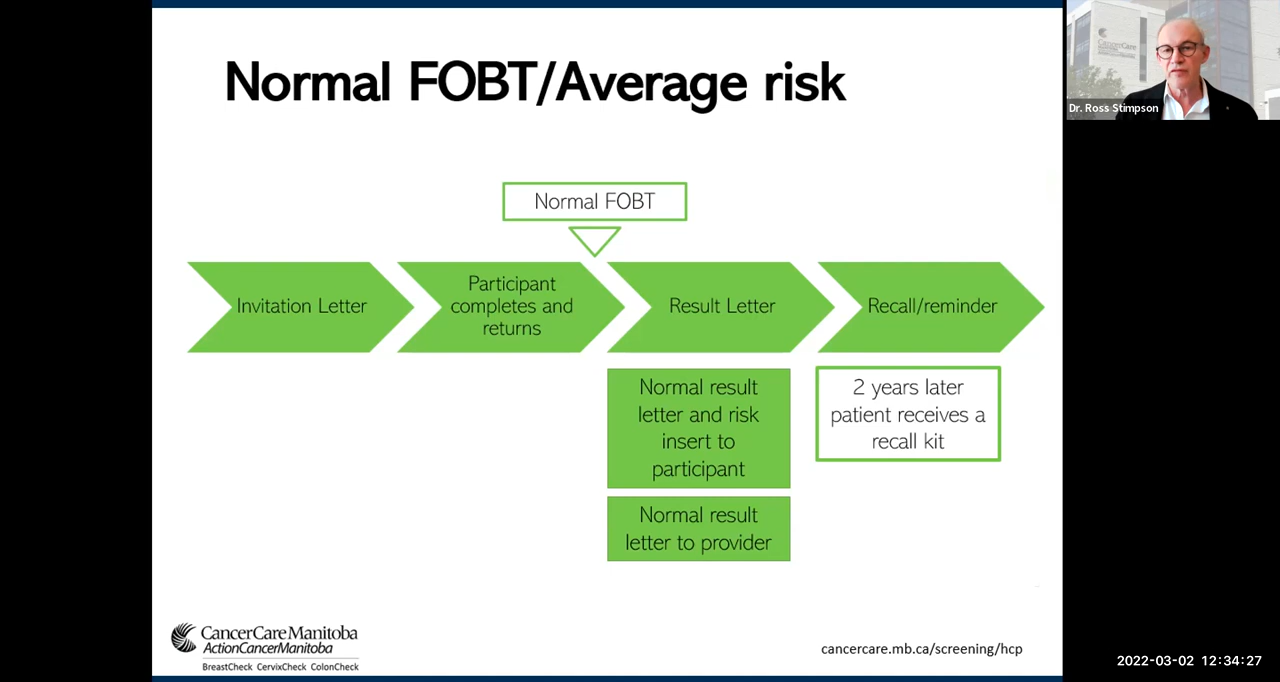 Normal FOBT/Average risk
Dr. Ross Stimpson
Normal FOBT
Invitation Letter
Participant
completes and
returns
Result Letter
Recall/reminder
Normal result
letter and risk
insert to
participant
2 years later
patient receives a
recall kit
Normal result
letter to provider
CancerCare Manitoba
ActionCancerManitoba
BreastCheck CervixCheck ColonCheck
cancercare.mb.ca/screening/hcp
2022-03-02 12:34:27